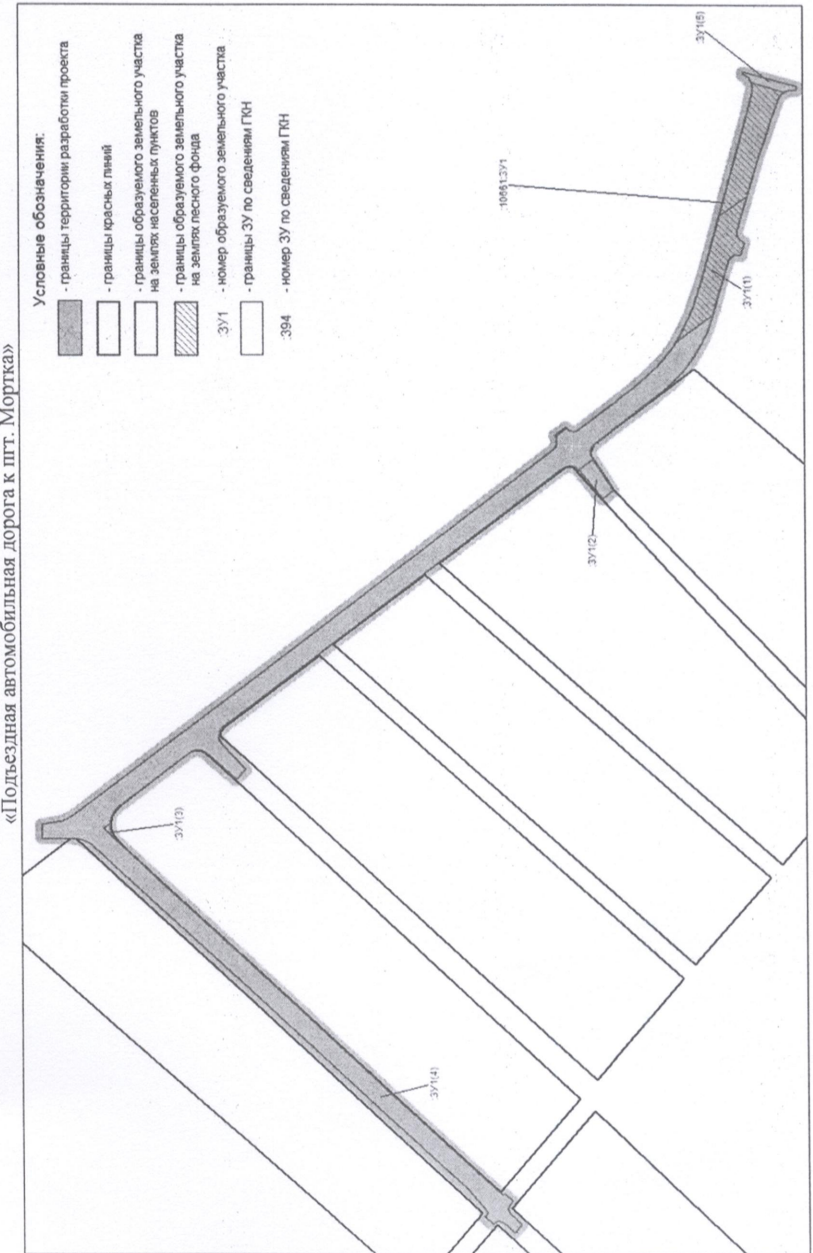 «Подъездная автомобильная дорога к пгт. Мортка»
Условные обозначения:
- границы территории разработки проекта
- границы красных линий
- границы образуемого земельного участка
на землях населенных пунктов
- границы образуемого земельного участка
на землях лесного фонда
:ЗУ1 - номер образуемого земельного участка
- границы ЗУ по сведениям ГКН
:394 - номер ЗУ по сведениям ГКН
:ЗУ1(5)
:10661:ЗУ1
:ЗУ1(1)
:ЗУ1(2)
:ЗУ1(3)
:ЗУ1(4)